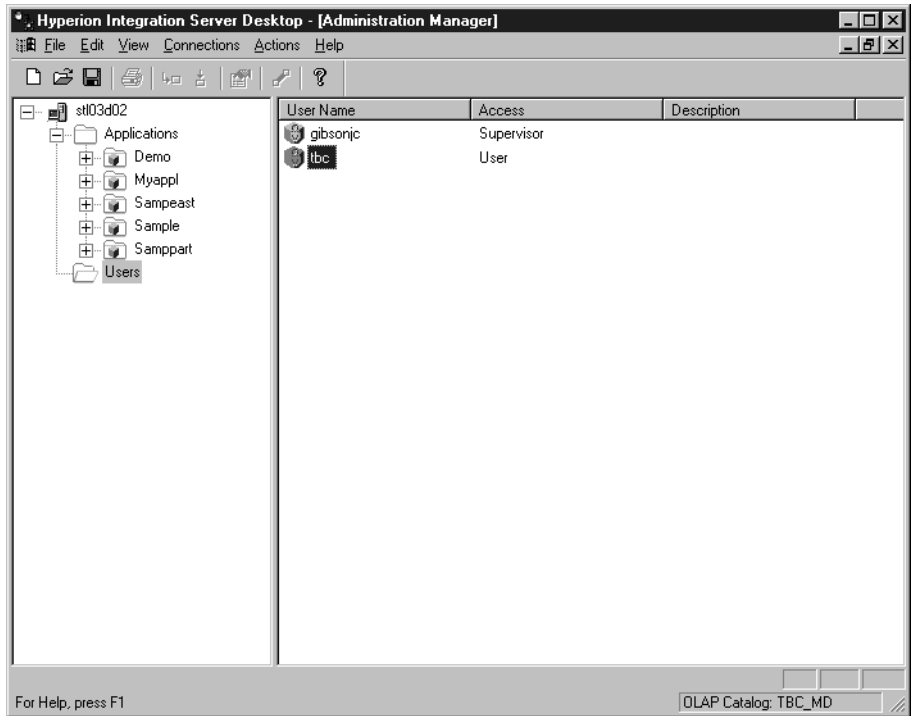 Hyperion Integration Server Desktop - [Administration Manager]
File Edit View Connections Actions Help
stl03d02
Applications
Demo
Myappl
Sampeast
Sample
Samppart
Users
User Name Access Description
gibsonjc Supervisor
tbc User
For Help, press F1
OLAP Catalog: TBC_MD